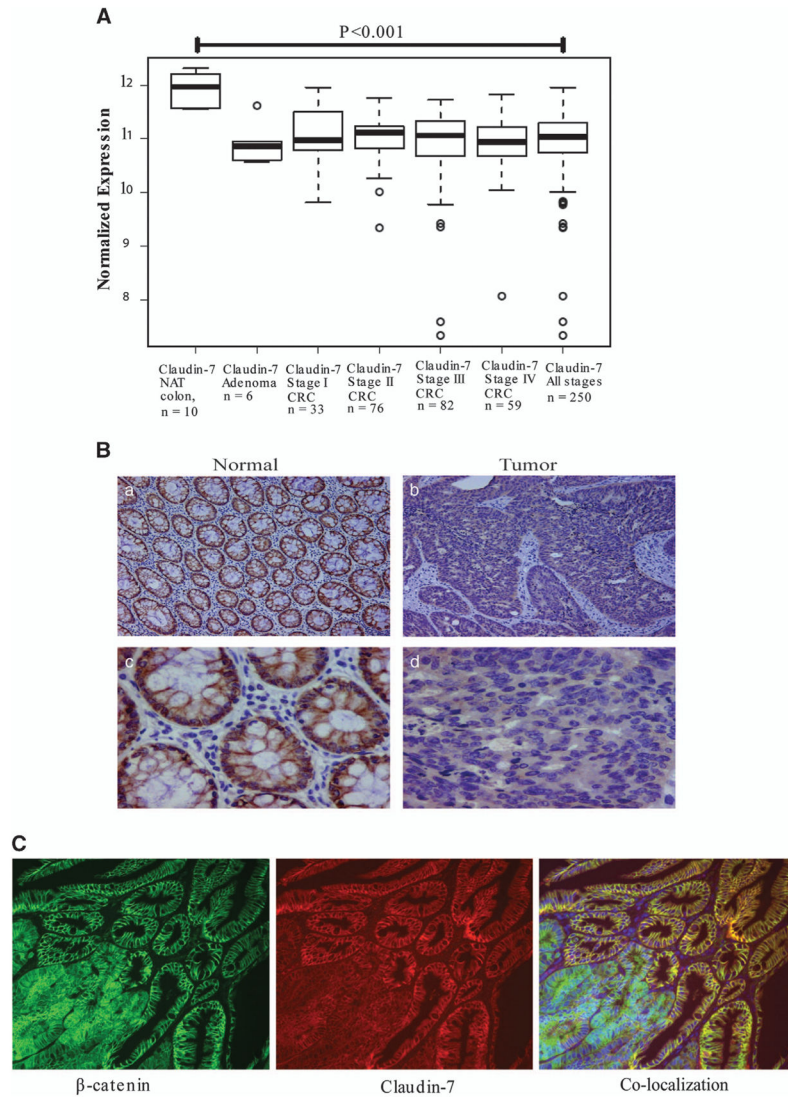 A
P<0.001
Normalized Expression
12
11
10
9
8
Claudin-7
NAT
colon,
n = 10
Claudin-7
Adenoma
n = 6
Claudin-7
Stage I
CRC
n = 33
Claudin-7
Stage II
CRC
n = 76
Claudin-7
Stage III
CRC
n = 82
Claudin-7
Stage IV
CRC
n = 59
Claudin-7
All stages
n = 250
B
Normal
Tumor
a
b
c
d
C
β-catenin
Claudin-7
Co-localization